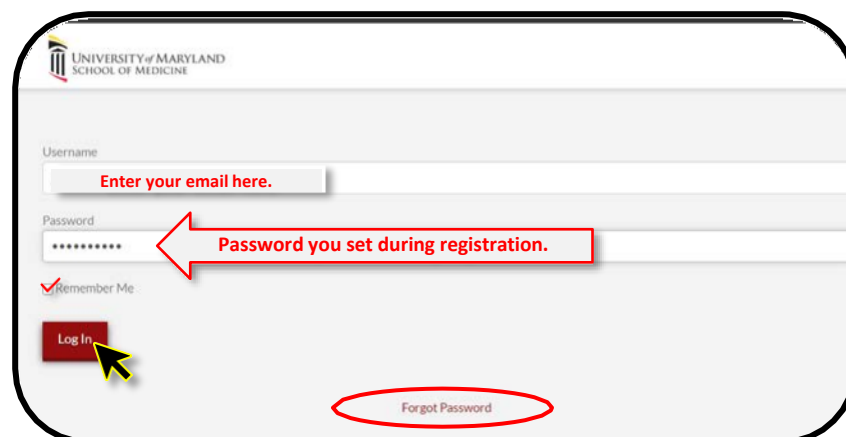 UNIVERSITY of MARYLAND
SCHOOL OF MEDICINE
Username
Enter your email here.
Password
•••••••••• Password you set during registration.
Remember Me
Log In
Forgot Password